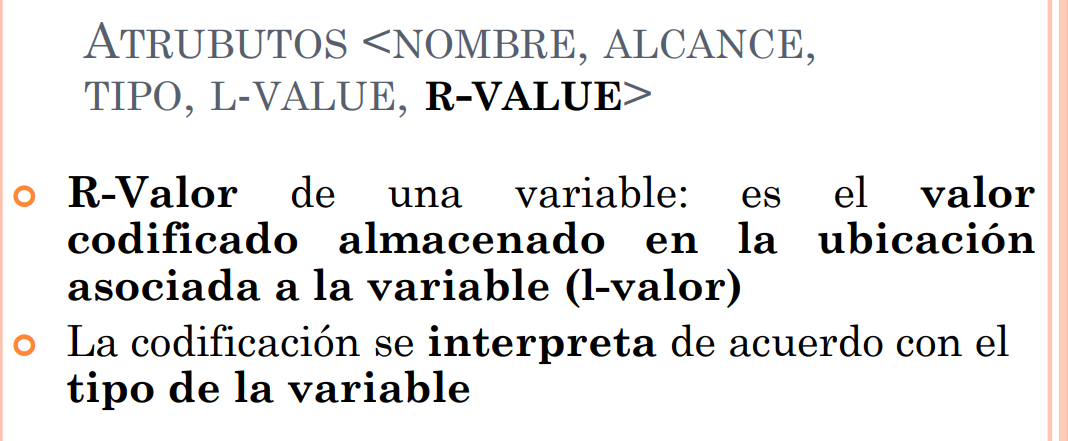 ATRUBUTOS <NOMBRE, ALCANCE,
TIPO, L-VALUE, R-VALUE>
R-Valor de una variable: es el valor
codificado almacenado en la ubicación
asociada a la variable (l-valor)
La codificación se interpreta de acuerdo con el
tipo de la variable